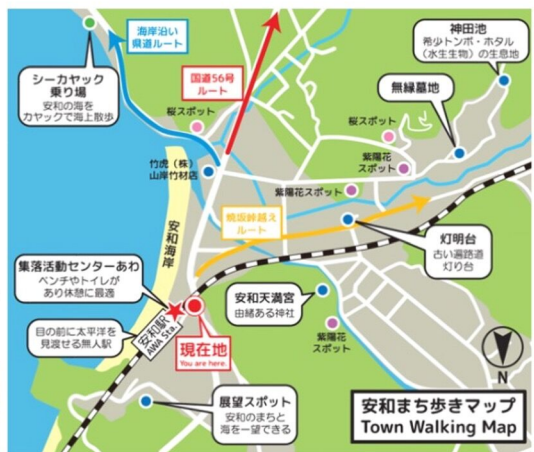 海岸沿い
県道ルート
国道56号
ルート
神田池
希少トンボ・ホタル
(水生生物)の生息地
シーカヤック
乗り場
安和の海を
カヤックで海上散歩
無縁墓地
桜スポット
桜スポット
竹虎(株)
山岸竹材店
紫陽花
スポット
紫陽花スポット
焼坂峠越え
ルート
安和海岸
灯明台
古い遍路道
灯り台
集落活動センターあわ
ベンチやトイレが
あり休憩に最適
安和天満宮
由緒ある神社
目の前に太平洋を
見渡せる無人駅
安和駅
AWA Sta.
現在地
You are here.
紫陽花
スポット
N
展望スポット
安和のまちと
海を一望できる
安和まち歩きマップ
Town Walking Map